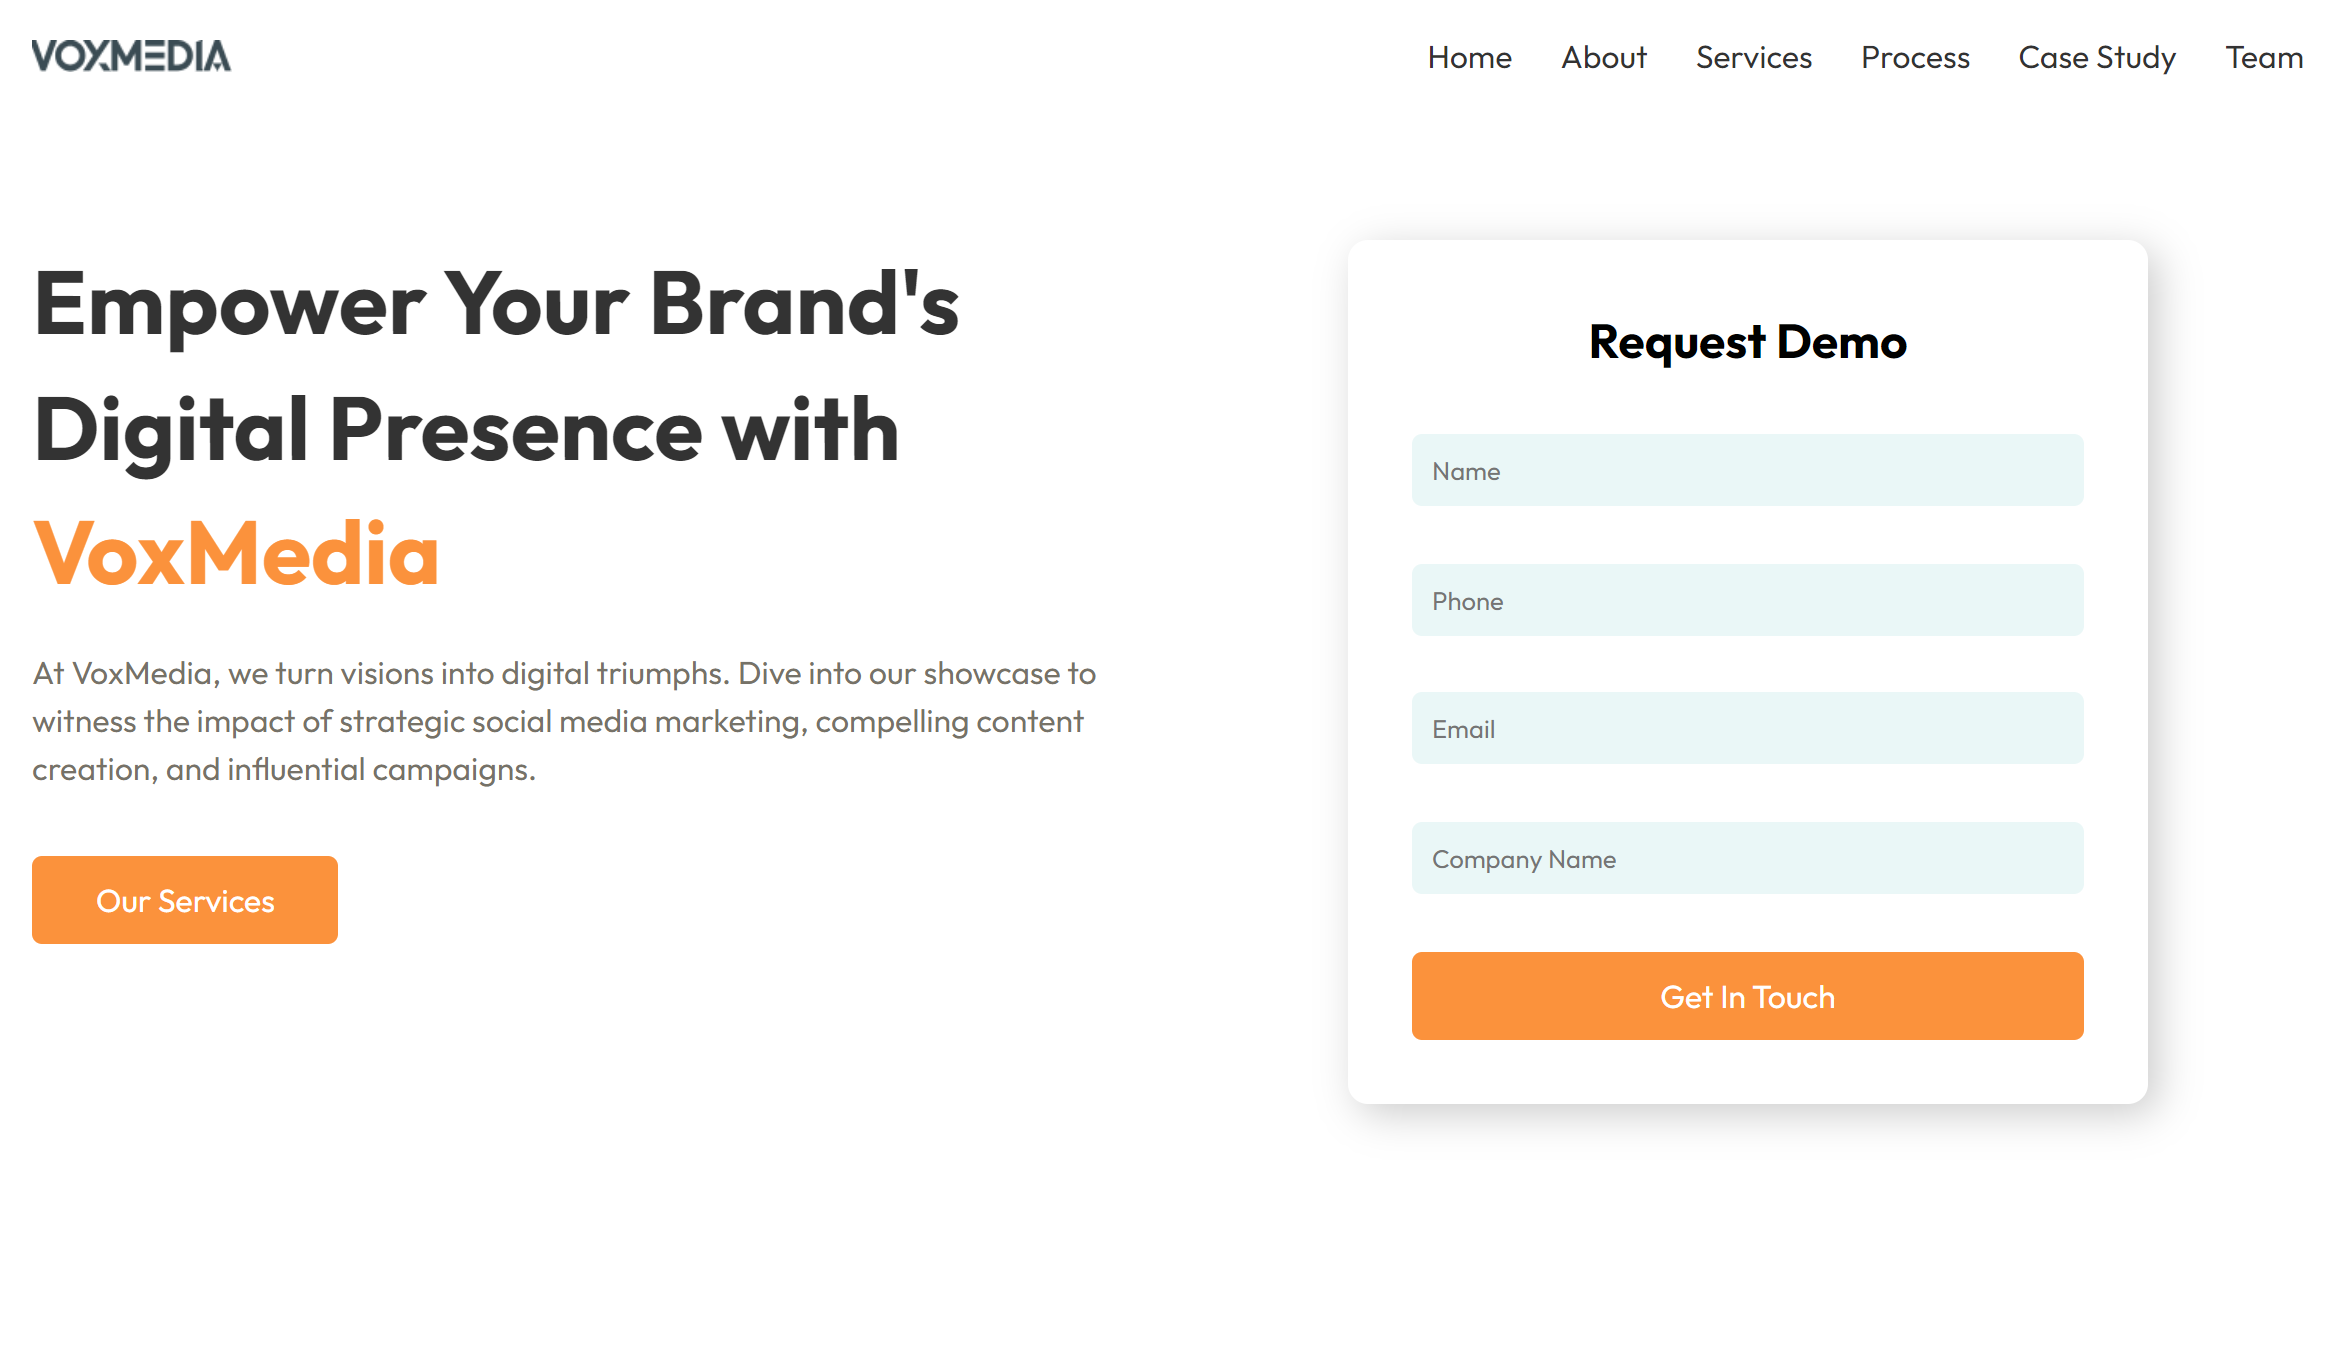 VOXMEDIA
Home About Services Process Case Study Team
Empower Your Brand's
Digital Presence with
VoxMedia
At VoxMedia, we turn visions into digital triumphs. Dive into our showcase to
witness the impact of strategic social media marketing, compelling content
creation, and influential campaigns.
Our Services
Request Demo
Name
Phone
Email
Company Name
Get In Touch